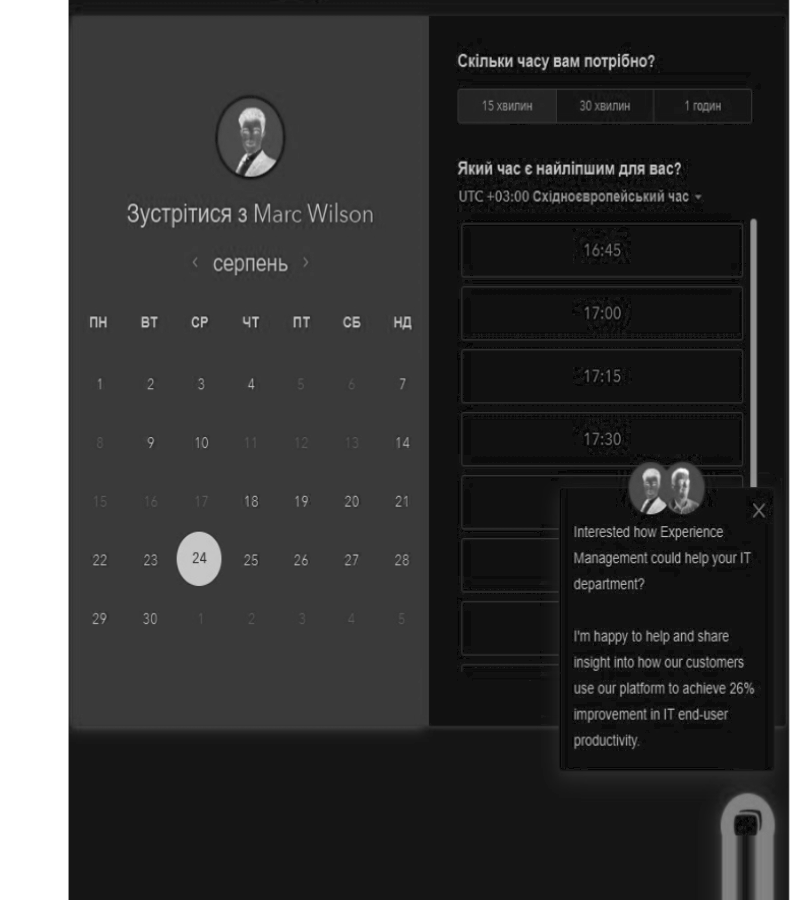 Зустрітися з Marc Wilson
‹ серпень ›
ПН ВТ СР ЧТ ПТ СБ НД
1 2 3 4 5 6 7
8 9 10 11 12 13 14
15 16 17 18 19 20 21
22 23 24 25 26 27 28
29 30 1 2 3 4 5
Скільки часу вам потрібно?
15 хвилин 30 хвилин 1 годин
Який час є найліпшим для вас?
UTC +03:00 Східноєвропейський час
16:45
17:00
17:15
17:30
Interested how Experience
Management could help your IT
department?
I'm happy to help and share
insight into how our customers
use our platform to achieve 26%
improvement in IT end-user
productivity.